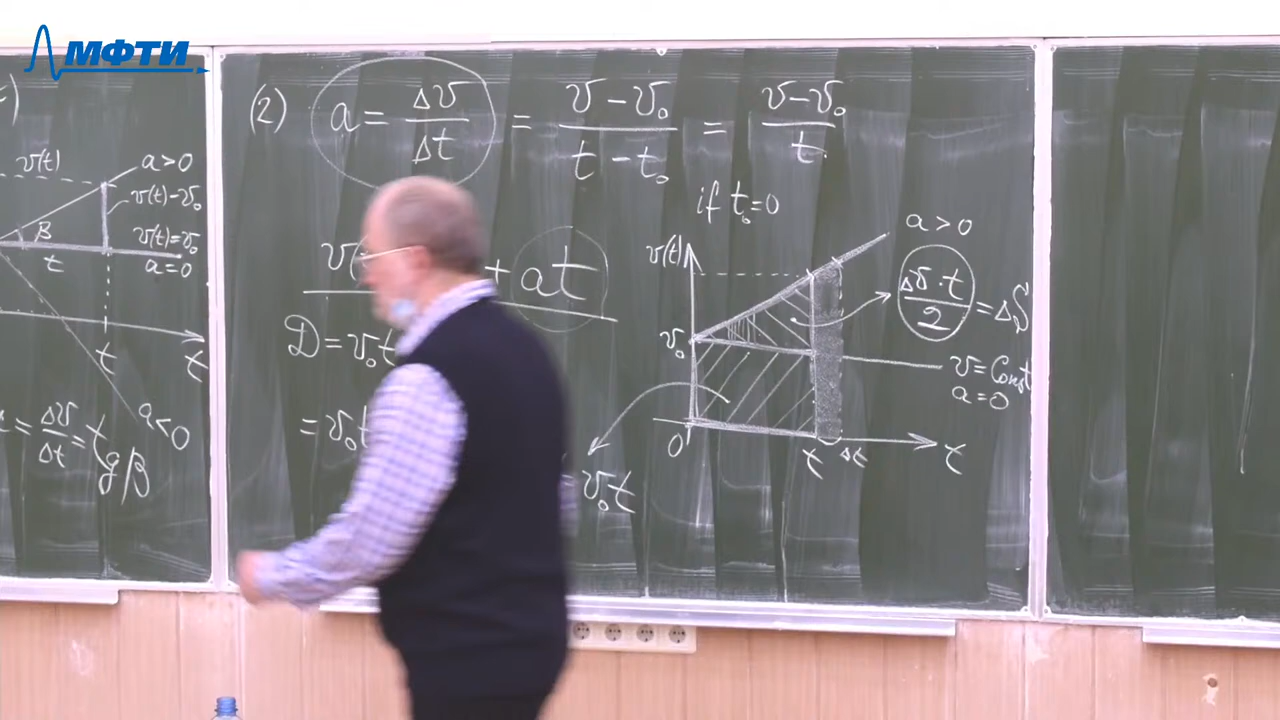 МФТИ
v(t)
a>0
v(t)-v₀
β
v(t)=v₀
t
a=0
t
t
a<0
= Δv/Δt = tgβ
(2) a = Δv/Δt = (v-v₀)/(t-t₀) = (v-v₀)/t
if t₀=0
v( + at
D = v₀t
= v₀t
= v₀t
v(t)
a>0
(Δv·t)/2 = ΔS
v₀
v=Const
a=0
0
t
Δt
t